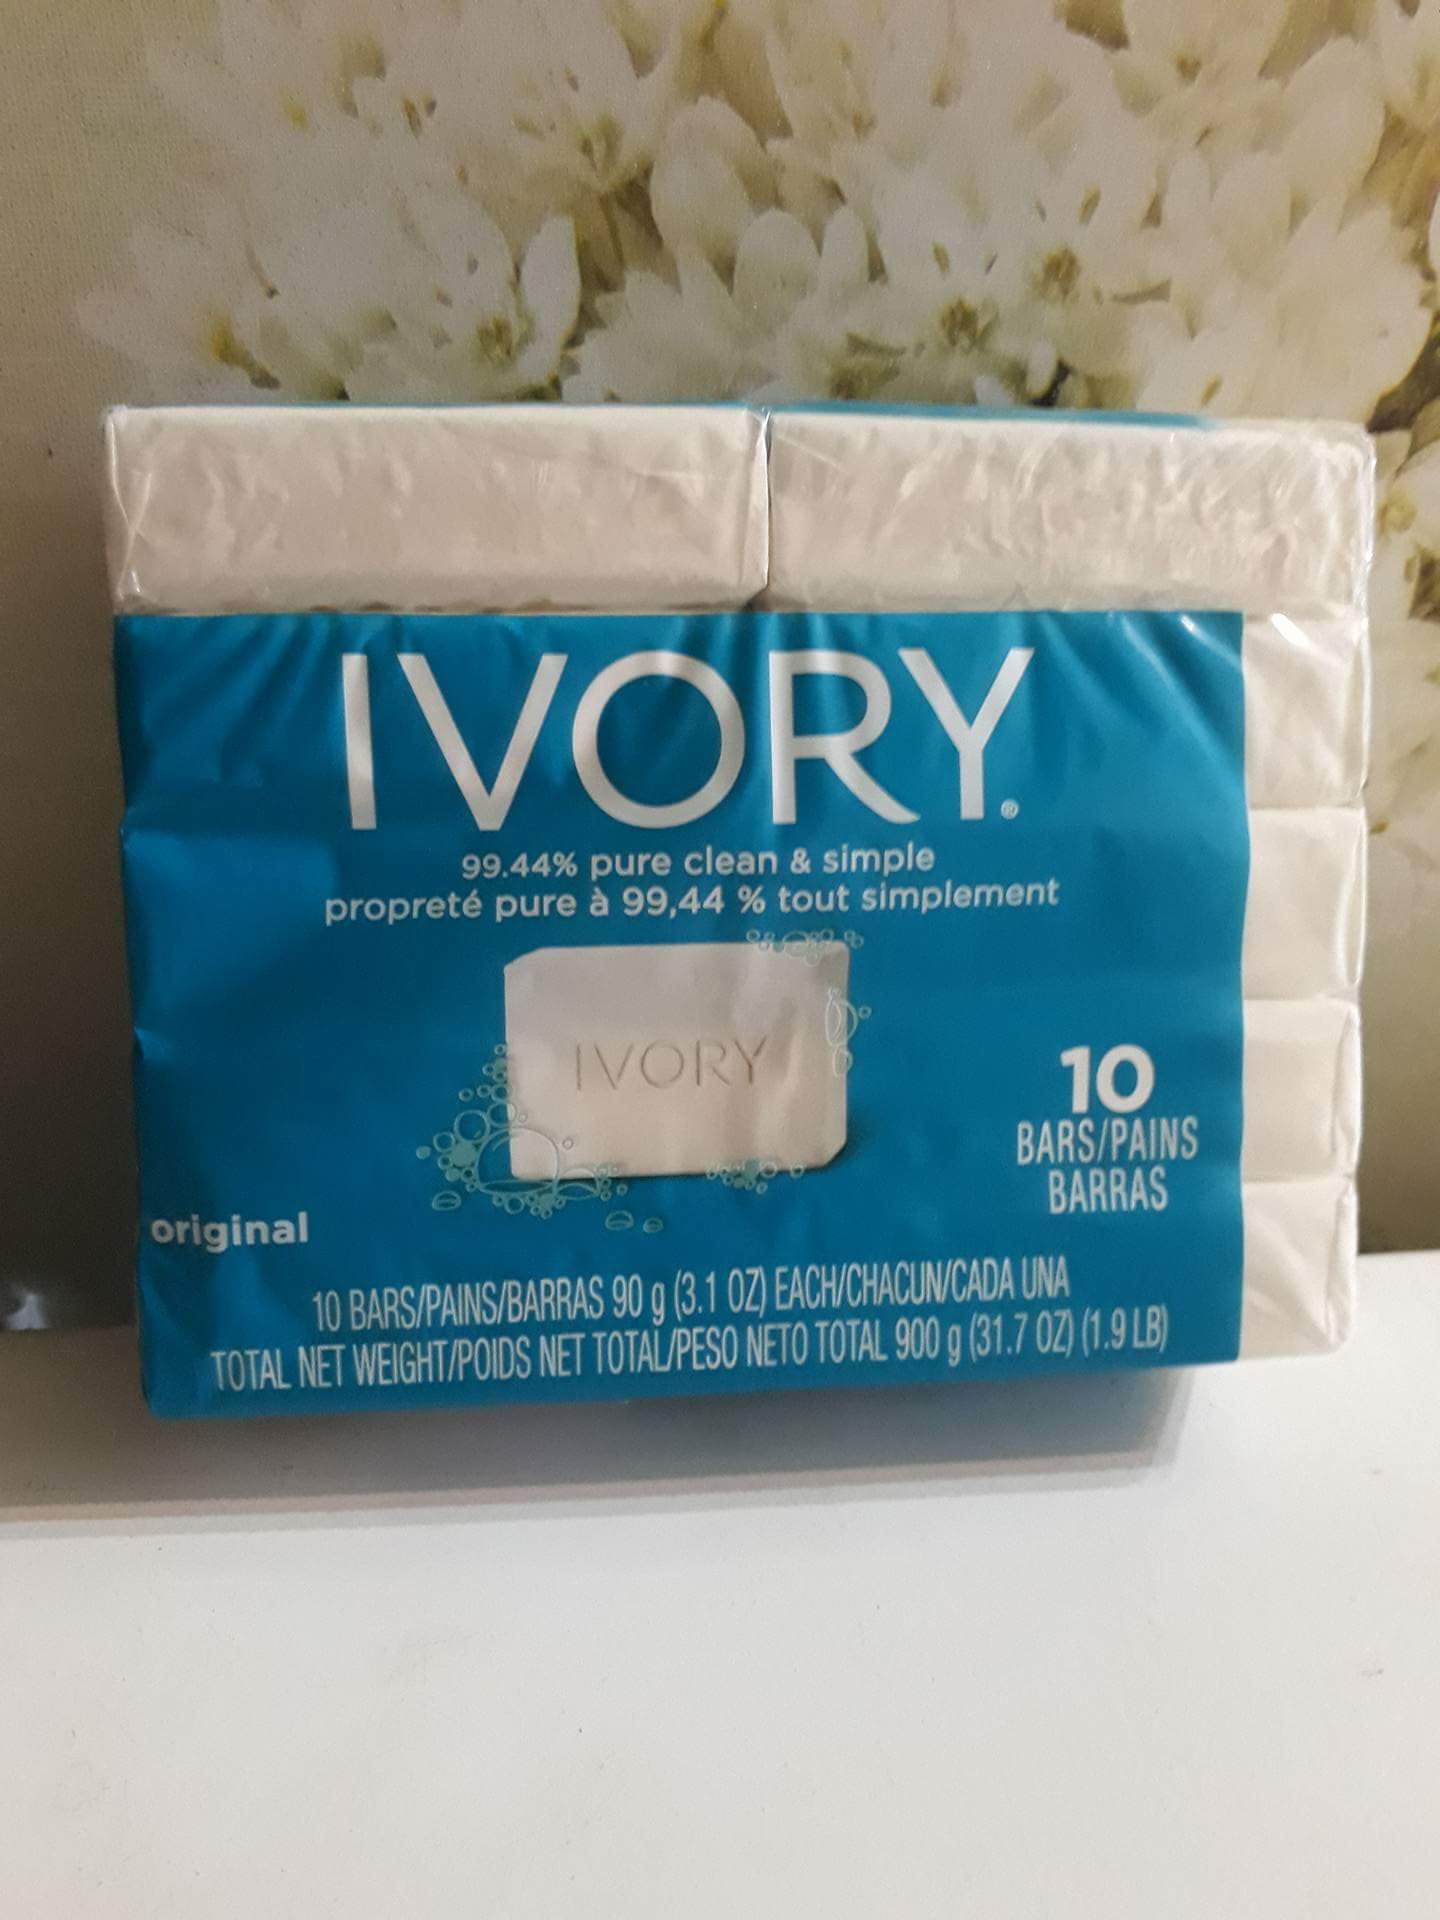 IVORY®
99.44% pure clean & simple
propreté pure à 99,44 % tout simplement
IVORY
10
BARS/PAINS
BARRAS
original
10 BARS/PAINS/BARRAS 90 g (3.1 OZ) EACH/CHACUN/CADA UNA
TOTAL NET WEIGHT/POIDS NET TOTAL/PESO NETO TOTAL 900 g (31.7 OZ) (1.9 LB)